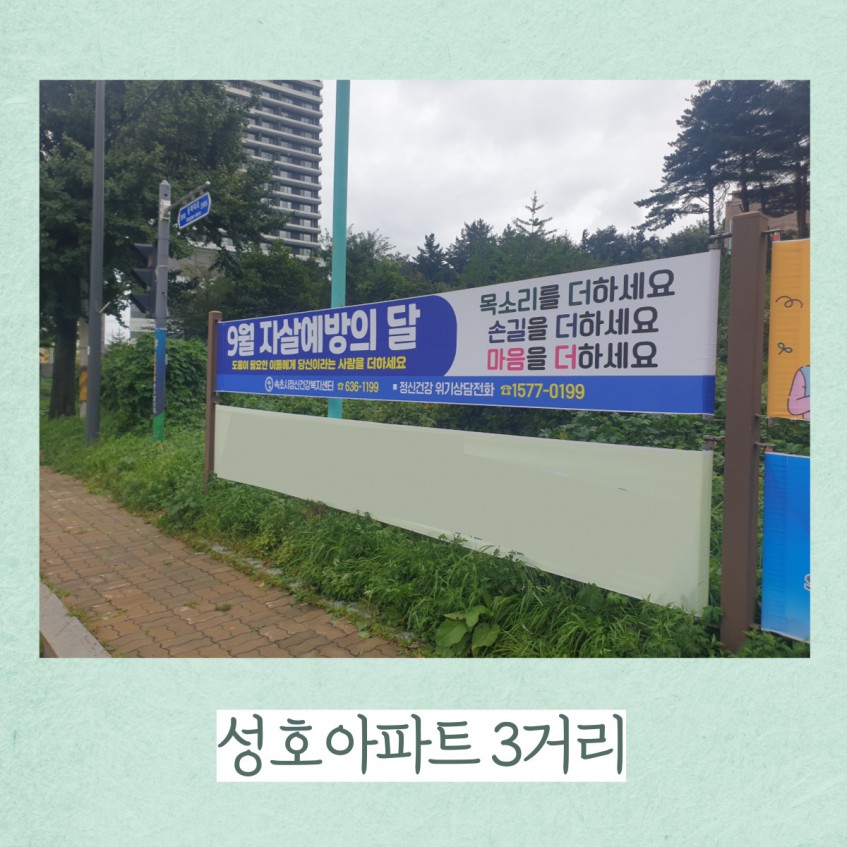 9월 자살예방의 달
도움이 필요한 이들에게 당신이라는 사람을 더하세요
목소리를 더하세요
손길을 더하세요
마음을 더하세요
속초시정신건강복지센터 ☎636-1199 ■ 정신건강 위기상담전화 ☎1577-0199
성호아파트 3거리